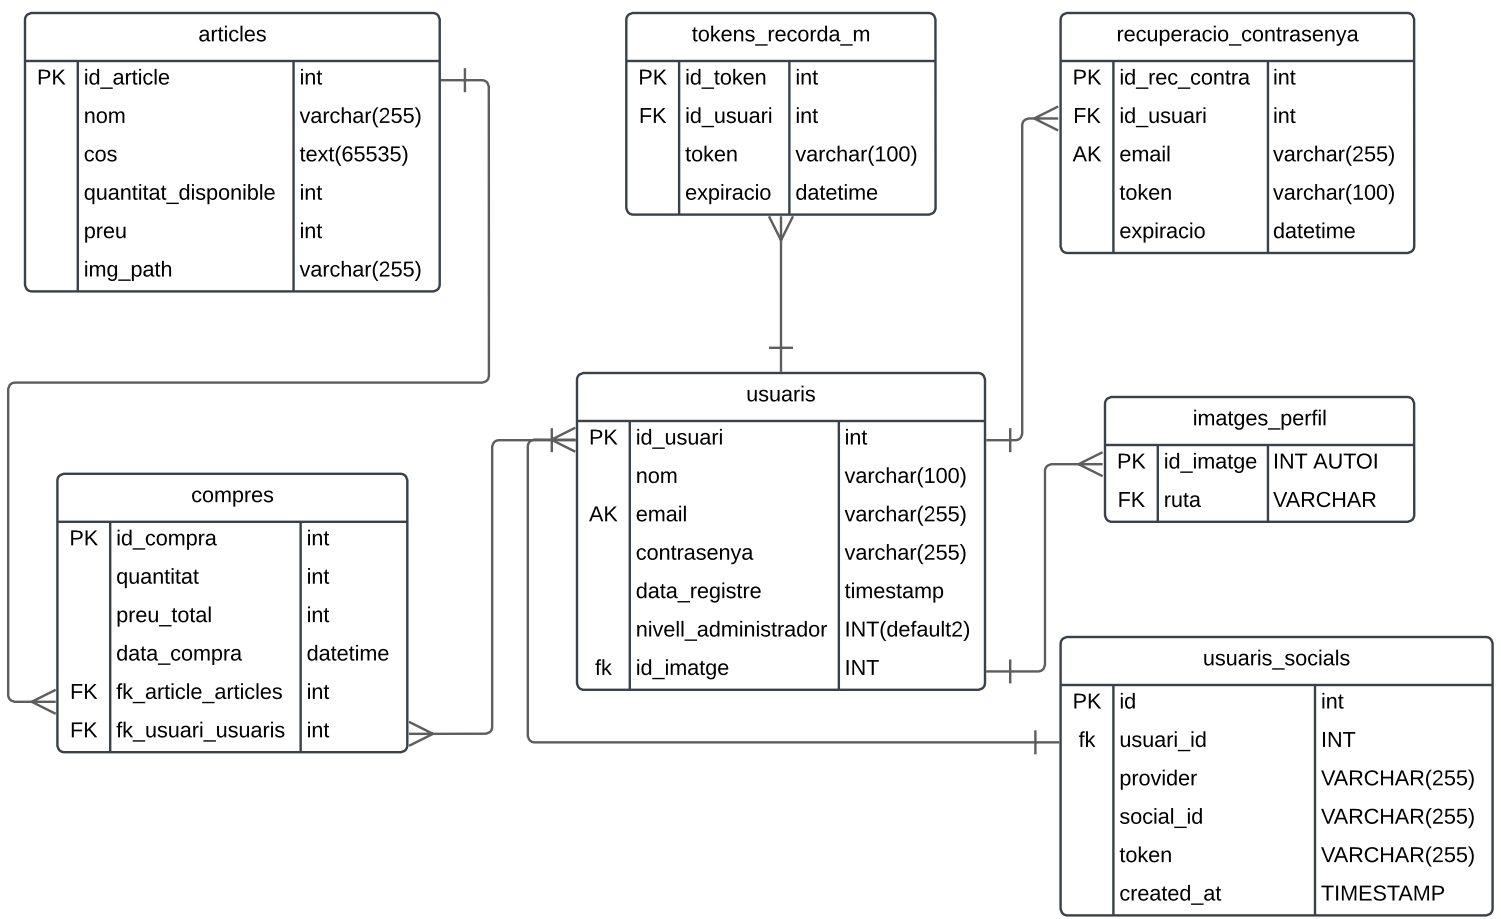 articles
PK id_article int
nom varchar(255)
cos text(65535)
quantitat_disponible int
preu int
img_path varchar(255)
tokens_recorda_m
PK id_token int
FK id_usuari int
token varchar(100)
expiracio datetime
recuperacio_contrasenya
PK id_rec_contra int
FK id_usuari int
AK email varchar(255)
token varchar(100)
expiracio datetime
usuaris
PK id_usuari int
nom varchar(100)
AK email varchar(255)
contrasenya varchar(255)
data_registre timestamp
nivell_administrador INT(default2)
fk id_imatge INT
imatges_perfil
PK id_imatge INT AUTOI
FK ruta VARCHAR
compres
PK id_compra int
quantitat int
preu_total int
data_compra datetime
FK fk_article_articles int
FK fk_usuari_usuaris int
usuaris_socials
PK id int
fk usuari_id INT
provider VARCHAR(255)
social_id VARCHAR(255)
token VARCHAR(255)
created_at TIMESTAMP